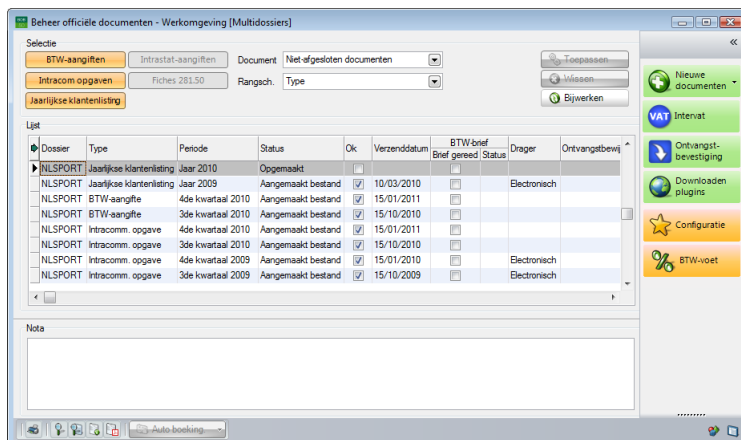 Beheer officiële documenten - Werkomgeving [Multidossiers]
Selectie
BTW-aangiften Intrastat-aangiften Document Niet-afgesloten documenten Toepassen
Intracom opgaven Fiches 281.50 Rangsch. Type Wissen
Jaarlijkse klantenlisting Bijwerken
Lijst
Dossier Type Periode Status Ok Verzenddatum BTW-brief Drager Ontvangstbewij
Brief gereed Status
NLSPORT Jaarlijkse klantenlisting Jaar 2010 Opgemaakt
NLSPORT Jaarlijkse klantenlisting Jaar 2009 Aangemaakt bestand 10/03/2010 Electronisch
NLSPORT BTW-aangifte 4de kwartaal 2010 Aangemaakt bestand 15/01/2011
NLSPORT BTW-aangifte 3de kwartaal 2010 Aangemaakt bestand 15/10/2010
NLSPORT Intracomm. opgave 4de kwartaal 2010 Aangemaakt bestand 15/01/2011
NLSPORT Intracomm. opgave 3de kwartaal 2010 Aangemaakt bestand 15/10/2010
NLSPORT Intracomm. opgave 4de kwartaal 2009 Aangemaakt bestand 15/01/2010 Electronisch
NLSPORT Intracomm. opgave 3de kwartaal 2009 Aangemaakt bestand 15/10/2009 Electronisch
Nota
Auto boeking
«
Nieuwe
documenten
VAT Intervat
Ontvangst-
bevestiging
Downloaden
plugins
Configuratie
BTW-voet